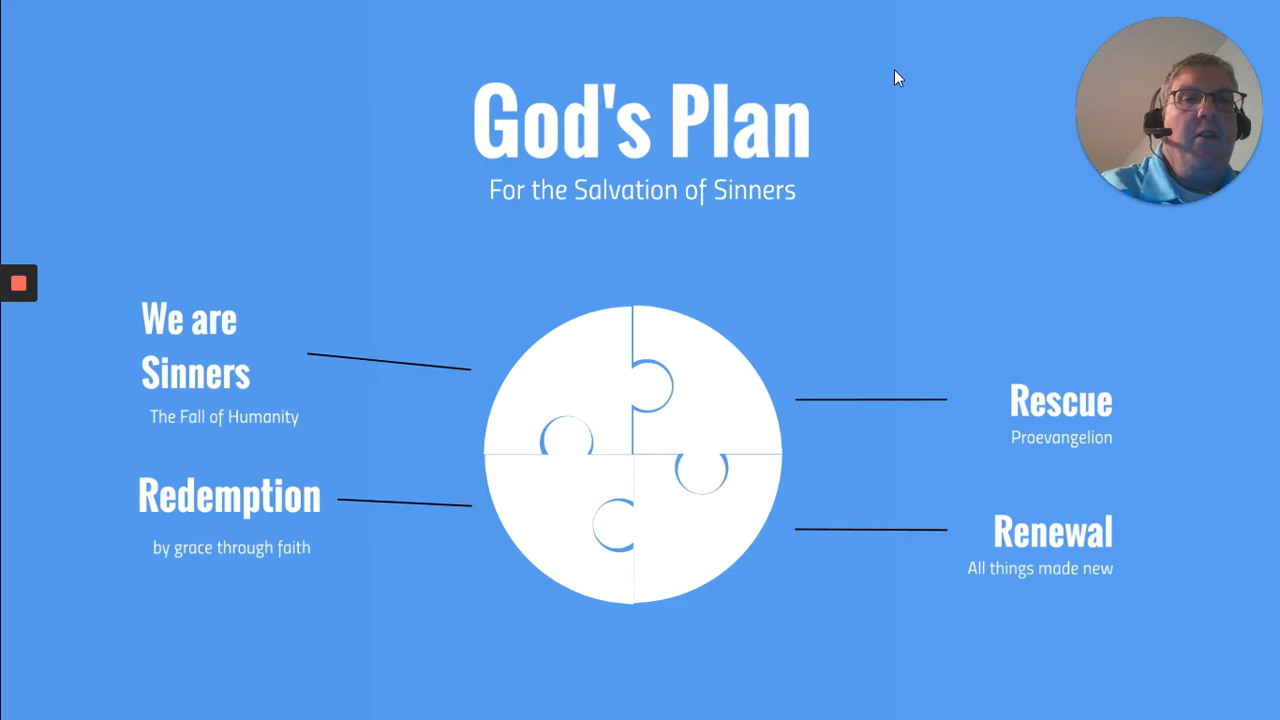 God's Plan
For the Salvation of Sinners
We are
Sinners
The Fall of Humanity
Redemption
by grace through faith
Rescue
Proevangelion
Renewal
All things made new